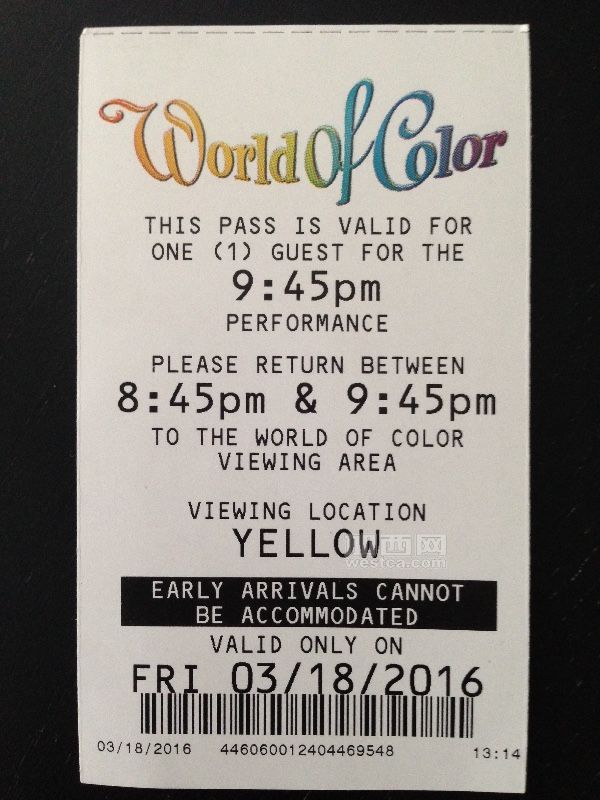 World Of Color
THIS PASS IS VALID FOR
ONE (1) GUEST FOR THE
9:45pm
PERFORMANCE
PLEASE RETURN BETWEEN
8:45pm & 9:45pm
TO THE WORLD OF COLOR
VIEWING AREA
VIEWING LOCATION
YELLOW
西网
westca.com
EARLY ARRIVALS CANNOT
BE ACCOMMODATED
VALID ONLY ON
FRI 03/18/2016
03/18/2016 446060012404469548 13:14